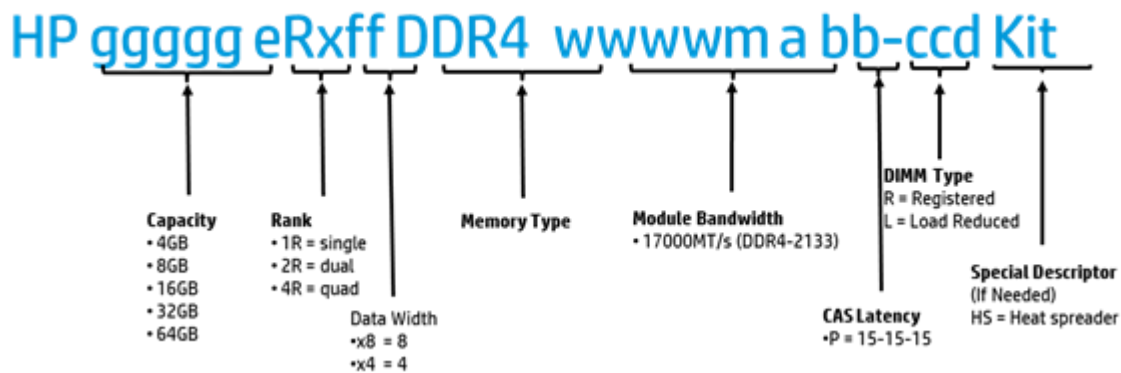 HP ggggg eRxff DDR4 wwwwm a bb-ccd Kit
Capacity
• 4GB
• 8GB
• 16GB
• 32GB
• 64GB
Rank
• 1R = single
• 2R = dual
• 4R = quad
Data Width
•x8 = 8
•x4 = 4
Memory Type
Module Bandwidth
• 17000MT/s (DDR4-2133)
CAS Latency
•P = 15-15-15
DIMM Type
R = Registered
L = Load Reduced
Special Descriptor
(If Needed)
HS = Heat spreader